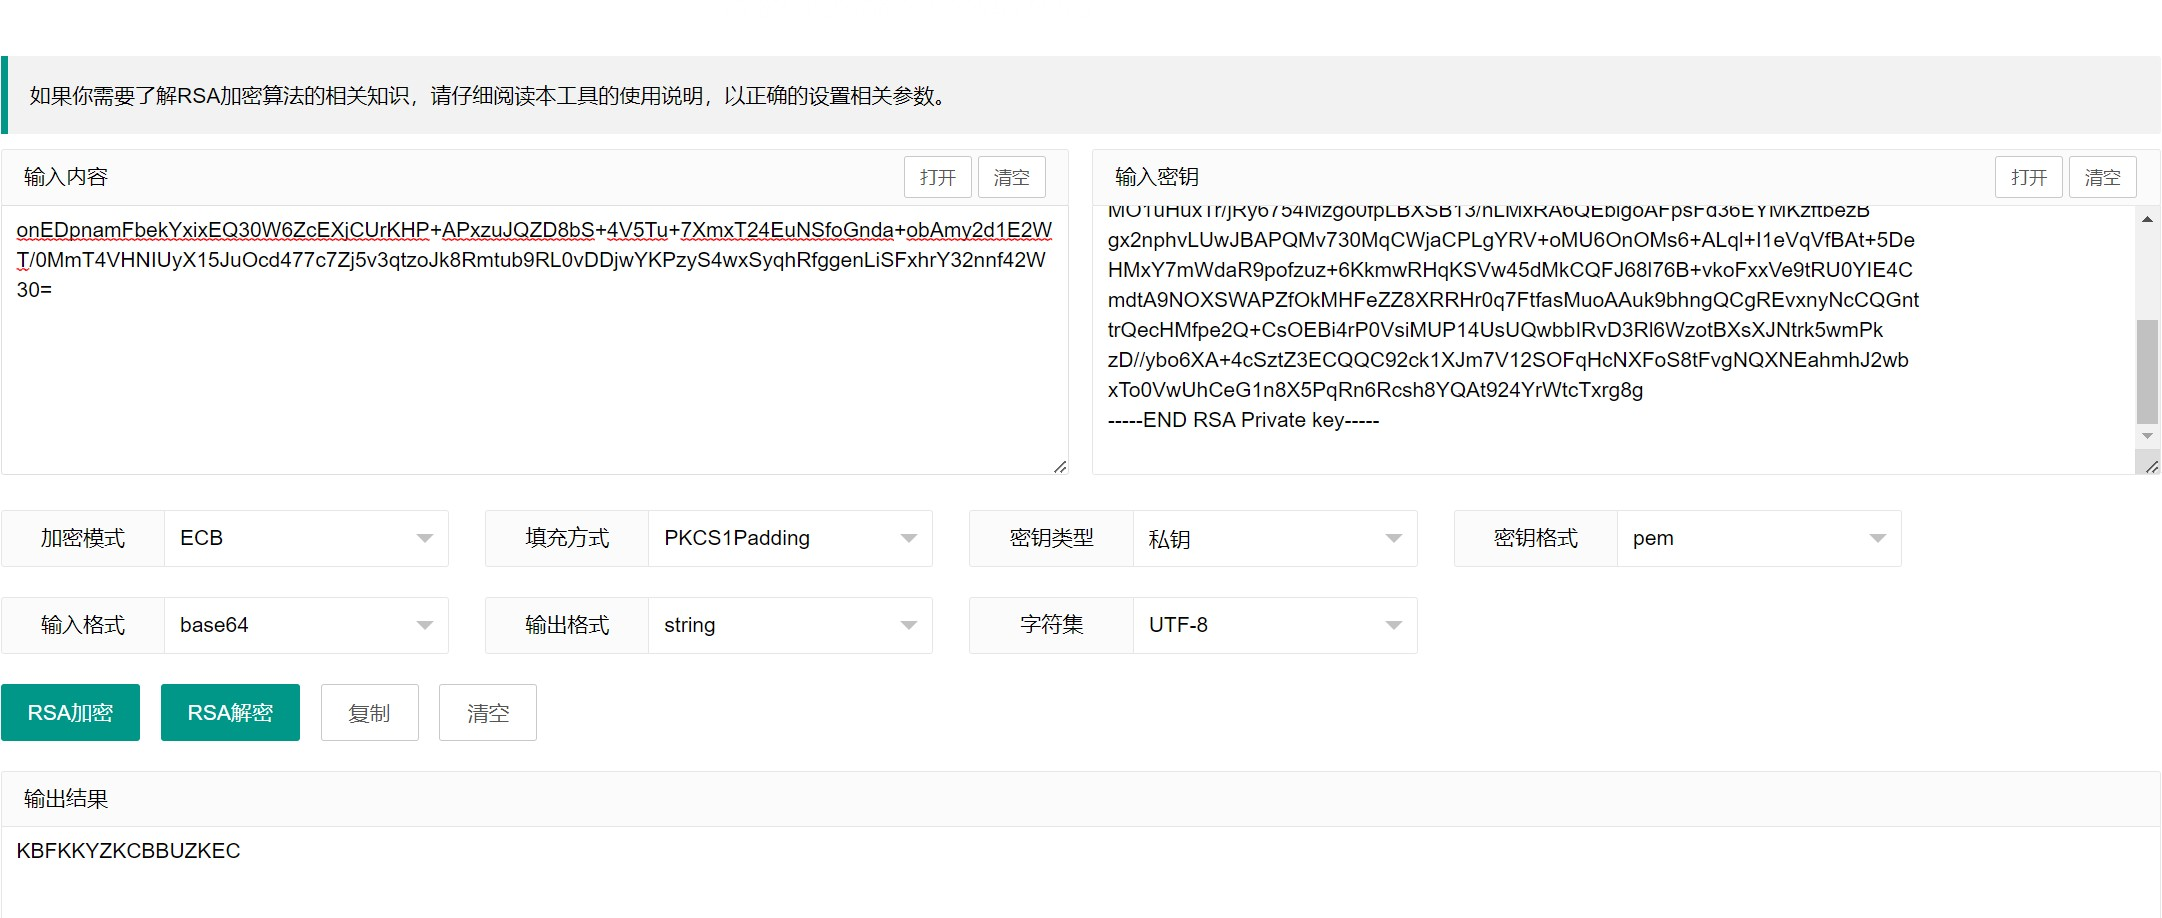 如果你需要了解RSA加密算法的相关知识，请仔细阅读本工具的使用说明，以正确的设置相关参数。
输入内容
打开
清空
onEDpnamFbekYxixEQ30W6ZcEXjCUrKHP+APxzuJQZD8bS+4V5Tu+7XmxT24EuNSfoGnda+obAmy2d1E2W
T/0MmT4VHNIUyX15JuOcd477c7Zj5v3qtzoJk8Rmtub9RL0vDDjwYKPzyS4wxSyqhRfggenLiSFxhrY32nnf42W
30=
输入密钥
打开
清空
MO1uHuxTr/jRy6754Mzgo0fpLBXSB13/hLMxRA6QEbigoAFpsFd36EYMKzftbezB
gx2nphvLUwJBAPQMv730MqCWjaCPLgYRV+oMU6OnOMs6+ALql+I1eVqVfBAt+5De
HMxY7mWdaR9pofzuz+6KkmwRHqKSVw45dMkCQFJ68l76B+vkoFxxVe9tRU0YIE4C
mdtA9NOXSWAPZfOkMHFeZZ8XRRHr0q7FtfasMuoAAuk9bhngQCgREvxnyNcCQGnt
trQecHMfpe2Q+CsOEBi4rP0VsiMUP14UsUQwbbIRvD3Rl6WzotBXsXJNtrk5wmPk
zD//ybo6XA+4cSztZ3ECQQC92ck1XJm7V12SOFqHcNXFoS8tFvgNQXNEahmhJ2wb
xTo0VwUhCeG1n8X5PqRn6Rcsh8YQAt924YrWtcTxrg8g
-----END RSA Private key-----
加密模式
ECB
填充方式
PKCS1Padding
密钥类型
私钥
密钥格式
pem
输入格式
base64
输出格式
string
字符集
UTF-8
RSA加密
RSA解密
复制
清空
输出结果
KBFKKYZKCBBUZKEC